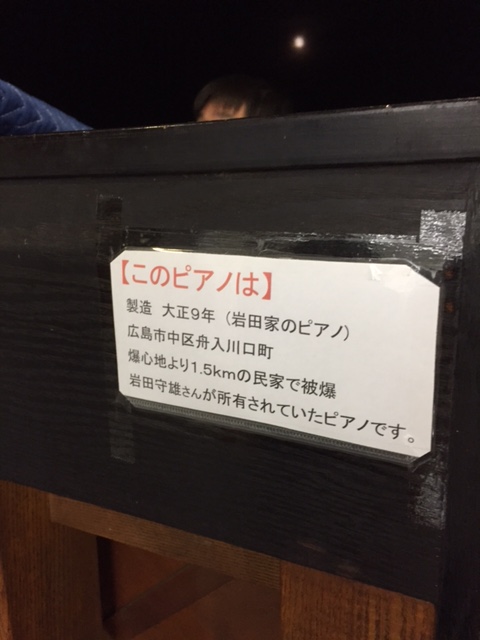 【このピアノは】
製造 大正9年（岩田家のピアノ）
広島市中区舟入川口町
爆心地より1.5kmの民家で被爆
岩田守雄さんが所有されていたピアノです。